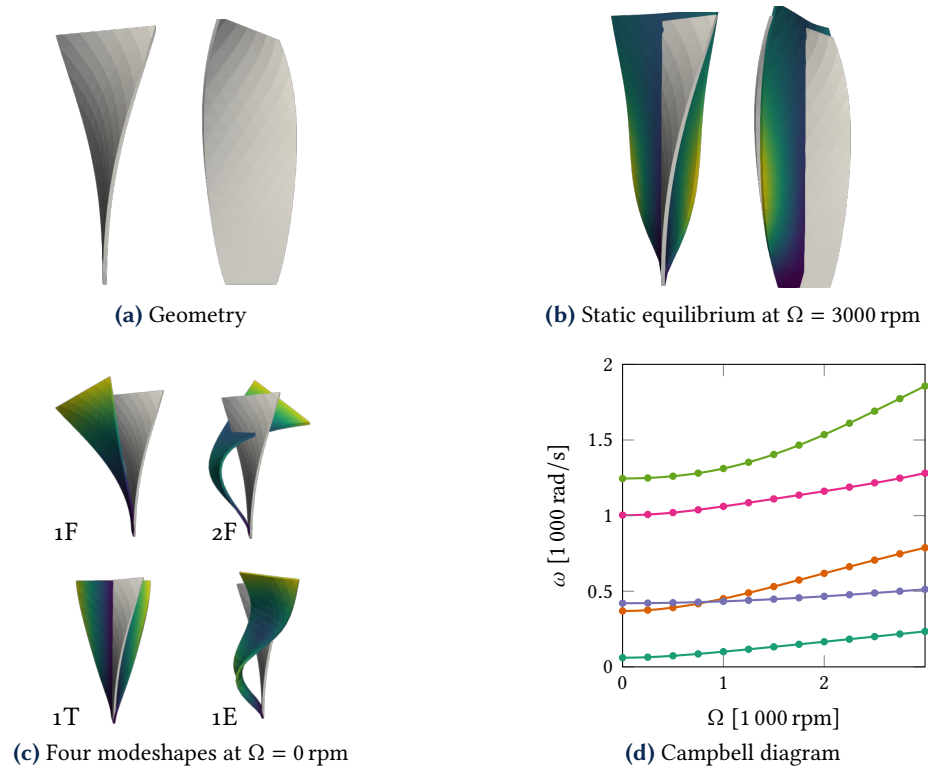 (a) Geometry
(b) Static equilibrium at Ω = 3000 rpm
1F
2F
1T
1E
(c) Four modeshapes at Ω = 0 rpm
2
1.5
1
0.5
0
0
1
2
ω [1 000 rad/s]
Ω [1 000 rpm]
(d) Campbell diagram